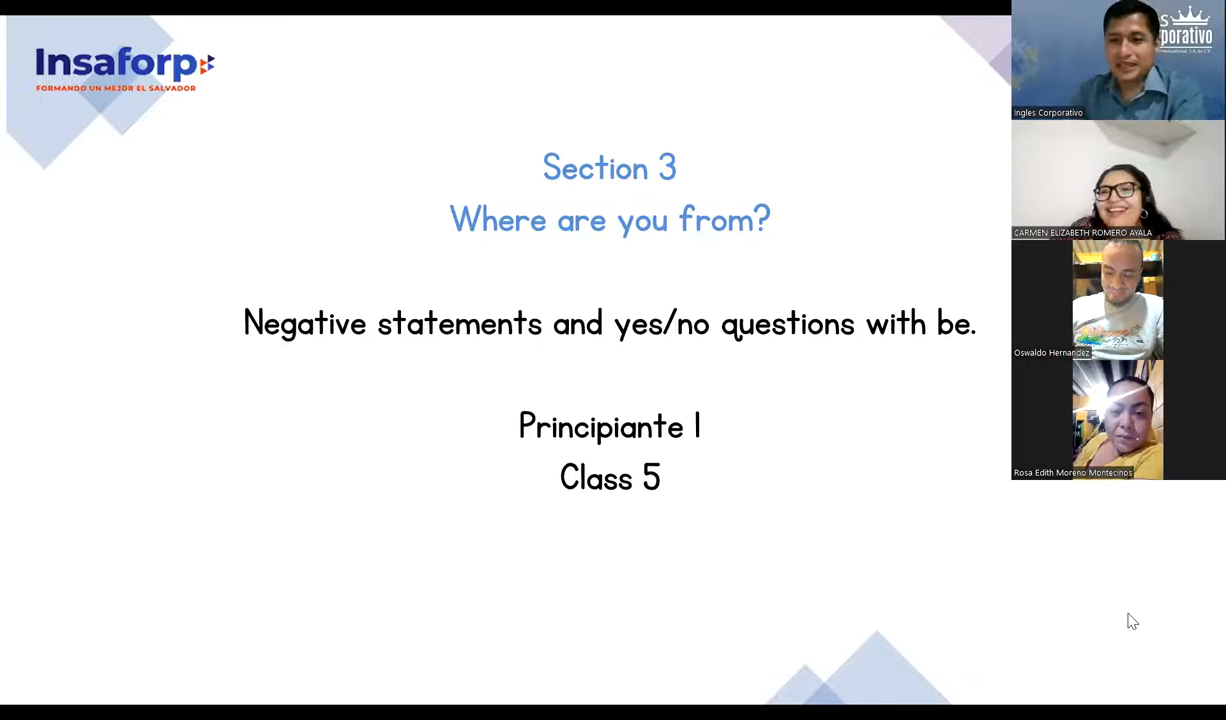 Insaforp
FORMANDO UN MEJOR EL SALVADOR
Section 3
Where are you from?
Negative statements and yes/no questions with be.
Principiante 1
Class 5
S
porativo
Ingles Corporativo
CARMEN ELIZABETH ROMERO AYALA
Oswaldo Hernandez
Rosa Edith Moreno Montecinos